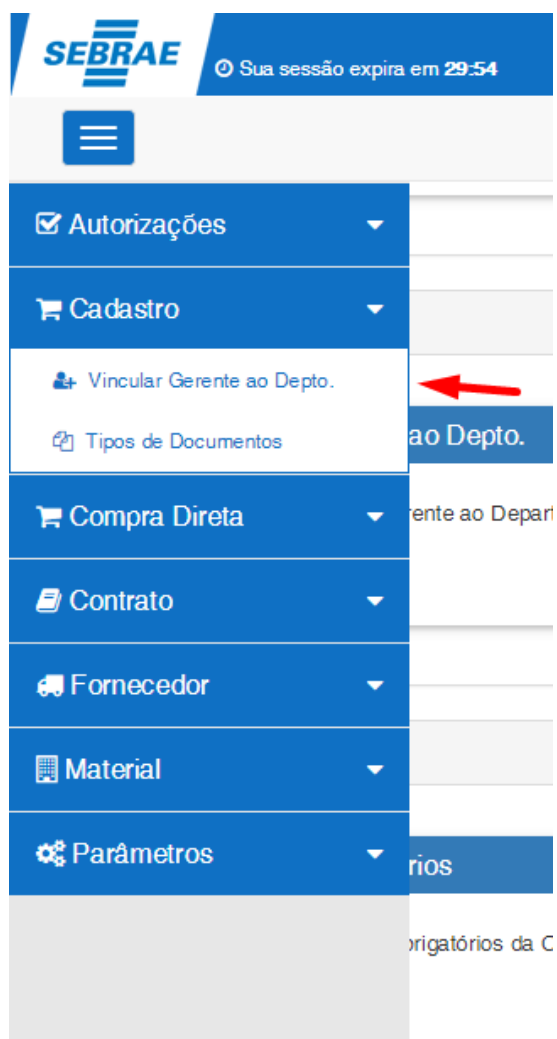 SEBRAE
Sua sessão expira em 29:54
Autorizações
Cadastro
Vincular Gerente ao Depto.
Tipos de Documentos
ao Depto.
Compra Direta
rente ao Depart
Contrato
Fornecedor
Material
Parâmetros
rios
origatórios da C